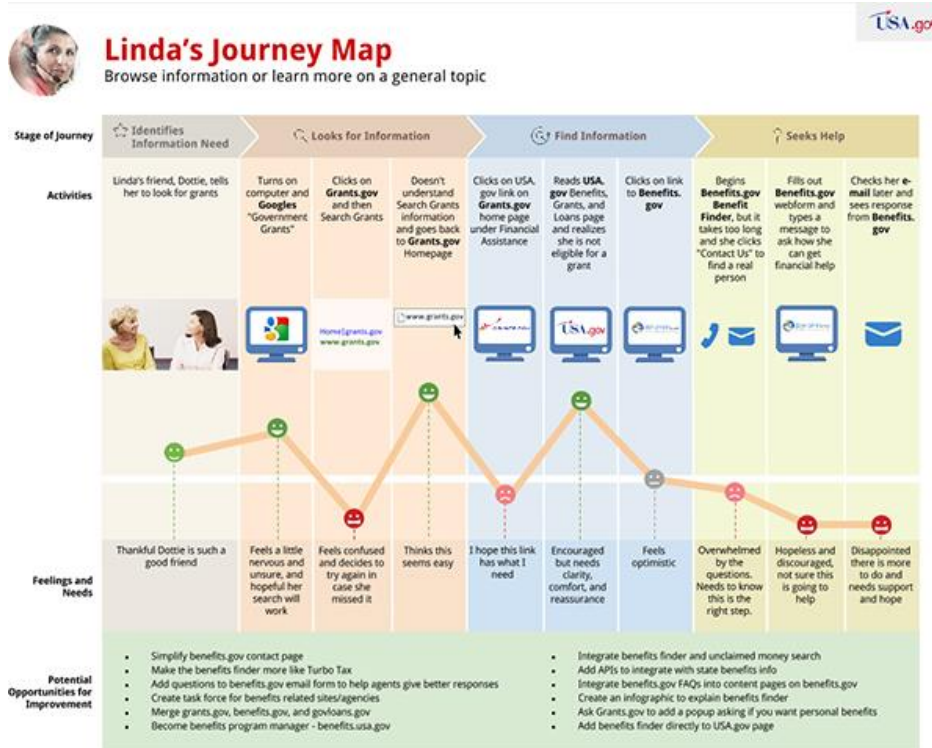 USA.go
Linda's Journey Map
Browse information or learn more on a general topic
Stage of Journey
Identifies
Information Need
Looks for Information
Find Information
Seeks Help
Activities
Linda's friend, Dottie, tells
her to look for grants
Turns on
computer and
Googles
"Government
Grants"
Clicks on
Grants.gov
and then
Search Grants
Doesn't
understand
Search Grants
information
and goes back
to Grants.gov
Homepage
Clicks on USA.
gov link on
Grants.gov
home page
under Financial
Assistance
Reads USA.
gov Benefits,
Grants, and
Loans page
and realizes
she is not
eligible for a
grant
Clicks on link
to Benefits.
gov
Begins
Benefits.gov
Benefit
Finder, but it
takes too long
and she clicks
"Contact Us" to
find a real
person
Fills out
Benefits.gov
webform and
types a
message to
ask how she
can get
financial help
Checks her e-
mail later and
sees response
from Benefits.
gov
Home|grants.gov
www.grants.gov
www.grants.gov
USA.gov
Feelings and
Needs
Thankful Dottie is such a
good friend
Feels a little
nervous and
unsure, and
hopeful her
search will
work
Feels confused
and decides to
try again in
case she
missed it
Thinks this
seems easy
I hope this link
has what I
need
Encouraged
but needs
clarity,
comfort, and
reassurance
Feels
optimistic
Overwhelmed
by the
questions.
Needs to know
this is the
right step.
Hopeless and
discouraged,
not sure this
is going to
help
Disappointed
there is more
to do and
needs support
and hope
Potential
Opportunities for
Improvement
• Simplify benefits.gov contact page
• Make the benefits finder more like Turbo Tax
• Add questions to benefits.gov email form to help agents give better responses
• Create task force for benefits related sites/agencies
• Merge grants.gov, benefits.gov, and govloans.gov
• Become benefits program manager - benefits.usa.gov
• Integrate benefits finder and unclaimed money search
• Add APIs to integrate with state benefits info
• Integrate benefits.gov FAQs into content pages on benefits.gov
• Create an infographic to explain benefits finder
• Ask Grants.gov to add a popup asking if you want personal benefits
• Add benefits finder directly to USA.gov page